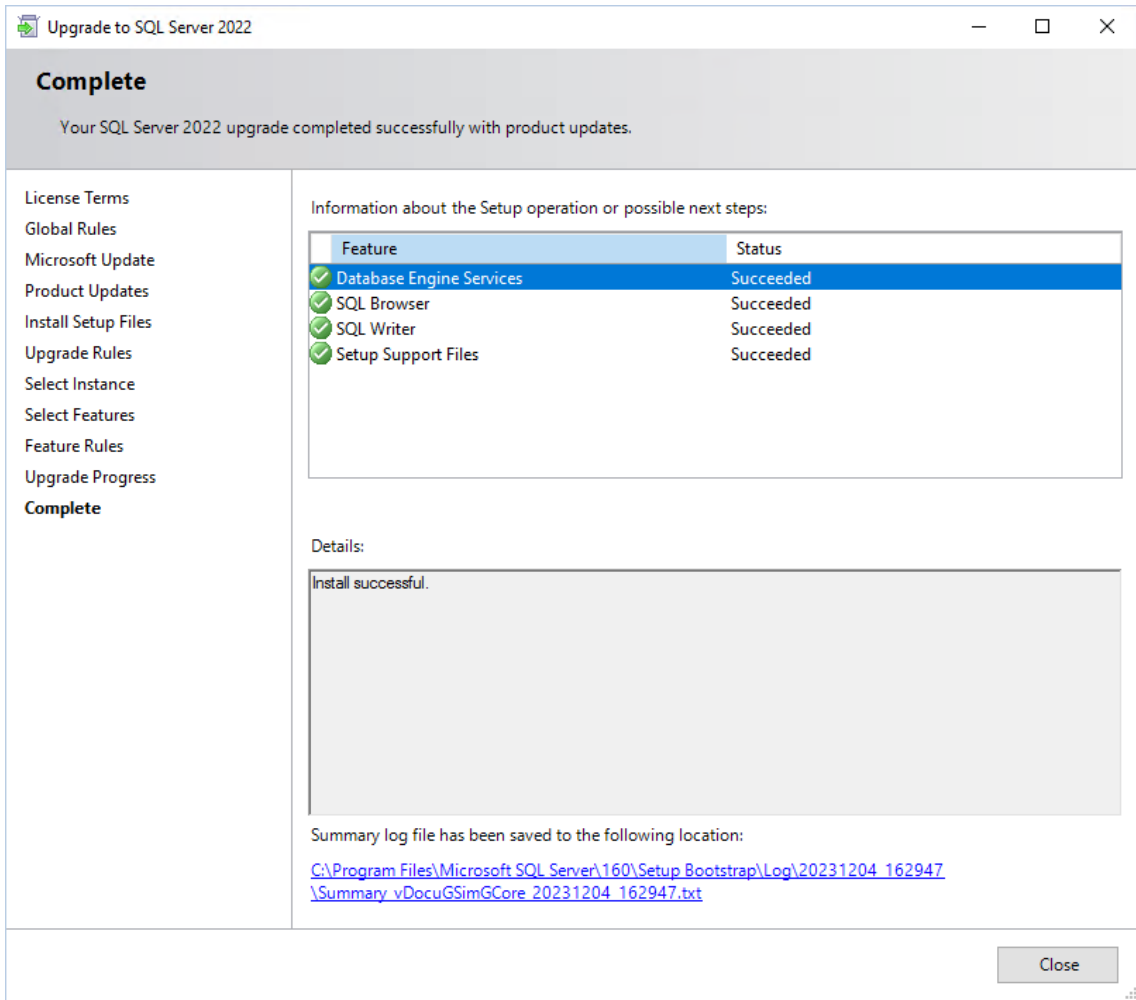 Upgrade to SQL Server 2022
Complete
Your SQL Server 2022 upgrade completed successfully with product updates.
License Terms
Global Rules
Microsoft Update
Product Updates
Install Setup Files
Upgrade Rules
Select Instance
Select Features
Feature Rules
Upgrade Progress
Complete
Information about the Setup operation or possible next steps:
Feature Status
Database Engine Services Succeeded
SQL Browser Succeeded
SQL Writer Succeeded
Setup Support Files Succeeded
Details:
Install successful.
Summary log file has been saved to the following location:
C:\Program Files\Microsoft SQL Server\160\Setup Bootstrap\Log\20231204_162947
\Summary_vDocuGSimGCore_20231204_162947.txt
Close